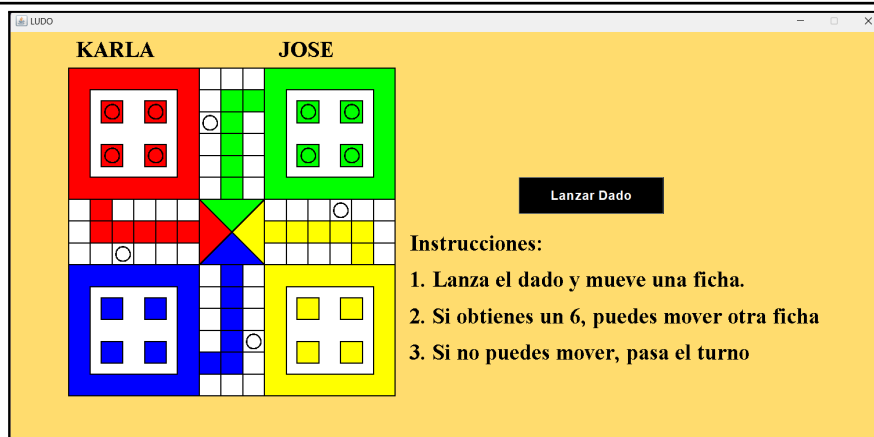 LUDO
KARLA JOSE
Lanzar Dado
Instrucciones:
1. Lanza el dado y mueve una ficha.
2. Si obtienes un 6, puedes mover otra ficha
3. Si no puedes mover, pasa el turno